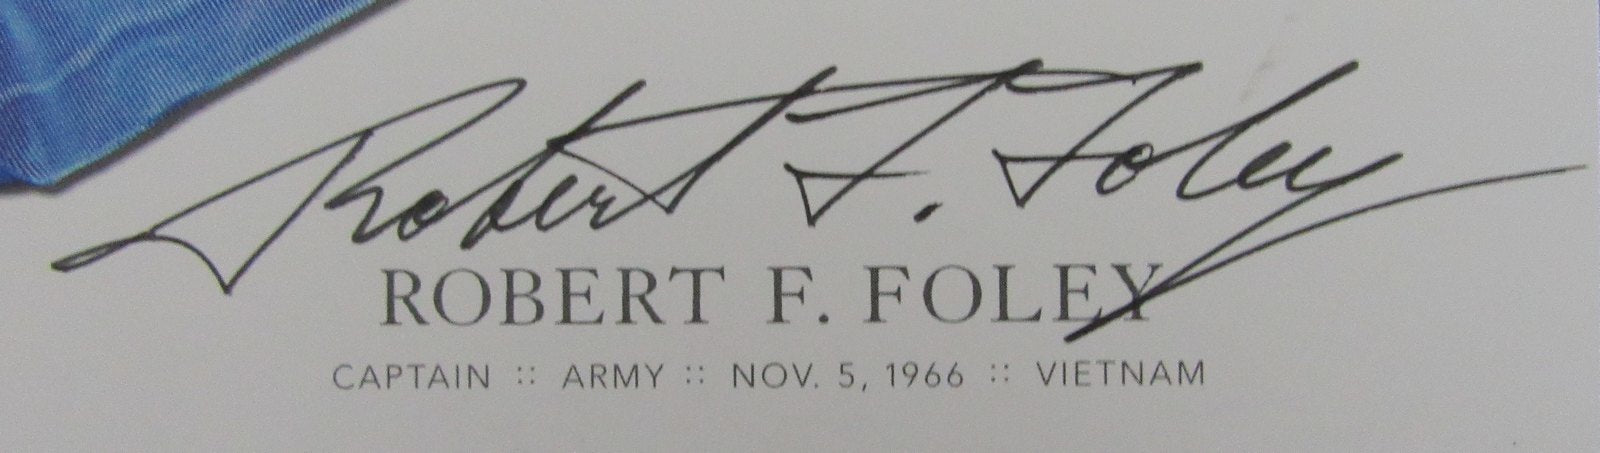 Robert F. Foley
ROBERT F. FOLEY
CAPTAIN :: ARMY :: NOV. 5, 1966 :: VIETNAM